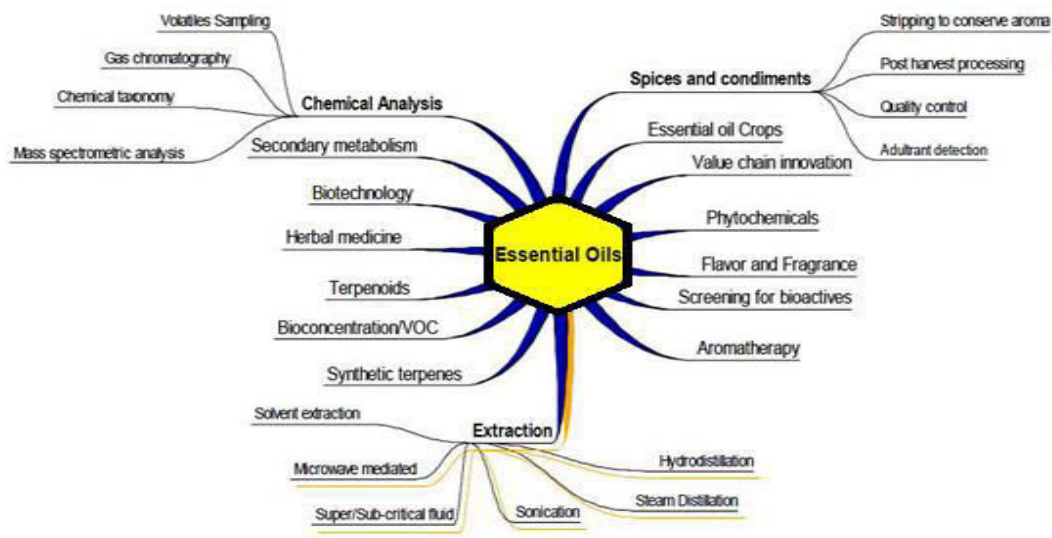 Volatiles Sampling
Gas chromatography
Chemical taxonomy
Mass spectrometric analysis
Chemical Analysis
Secondary metabolism
Biotechnology
Herbal medicine
Terpenoids
Bioconcentration/VOC
Synthetic terpenes
Essential Oils
Spices and condiments
Stripping to conserve aroma
Post harvest processing
Quality control
Adultrant detection
Essential oil Crops
Value chain innovation
Phytochemicals
Flavor and Fragrance
Screening for bioactives
Aromatherapy
Extraction
Solvent extraction
Microwave mediated
Super/Sub-critical fluid
Sonication
Steam Distillation
Hydrodistillation